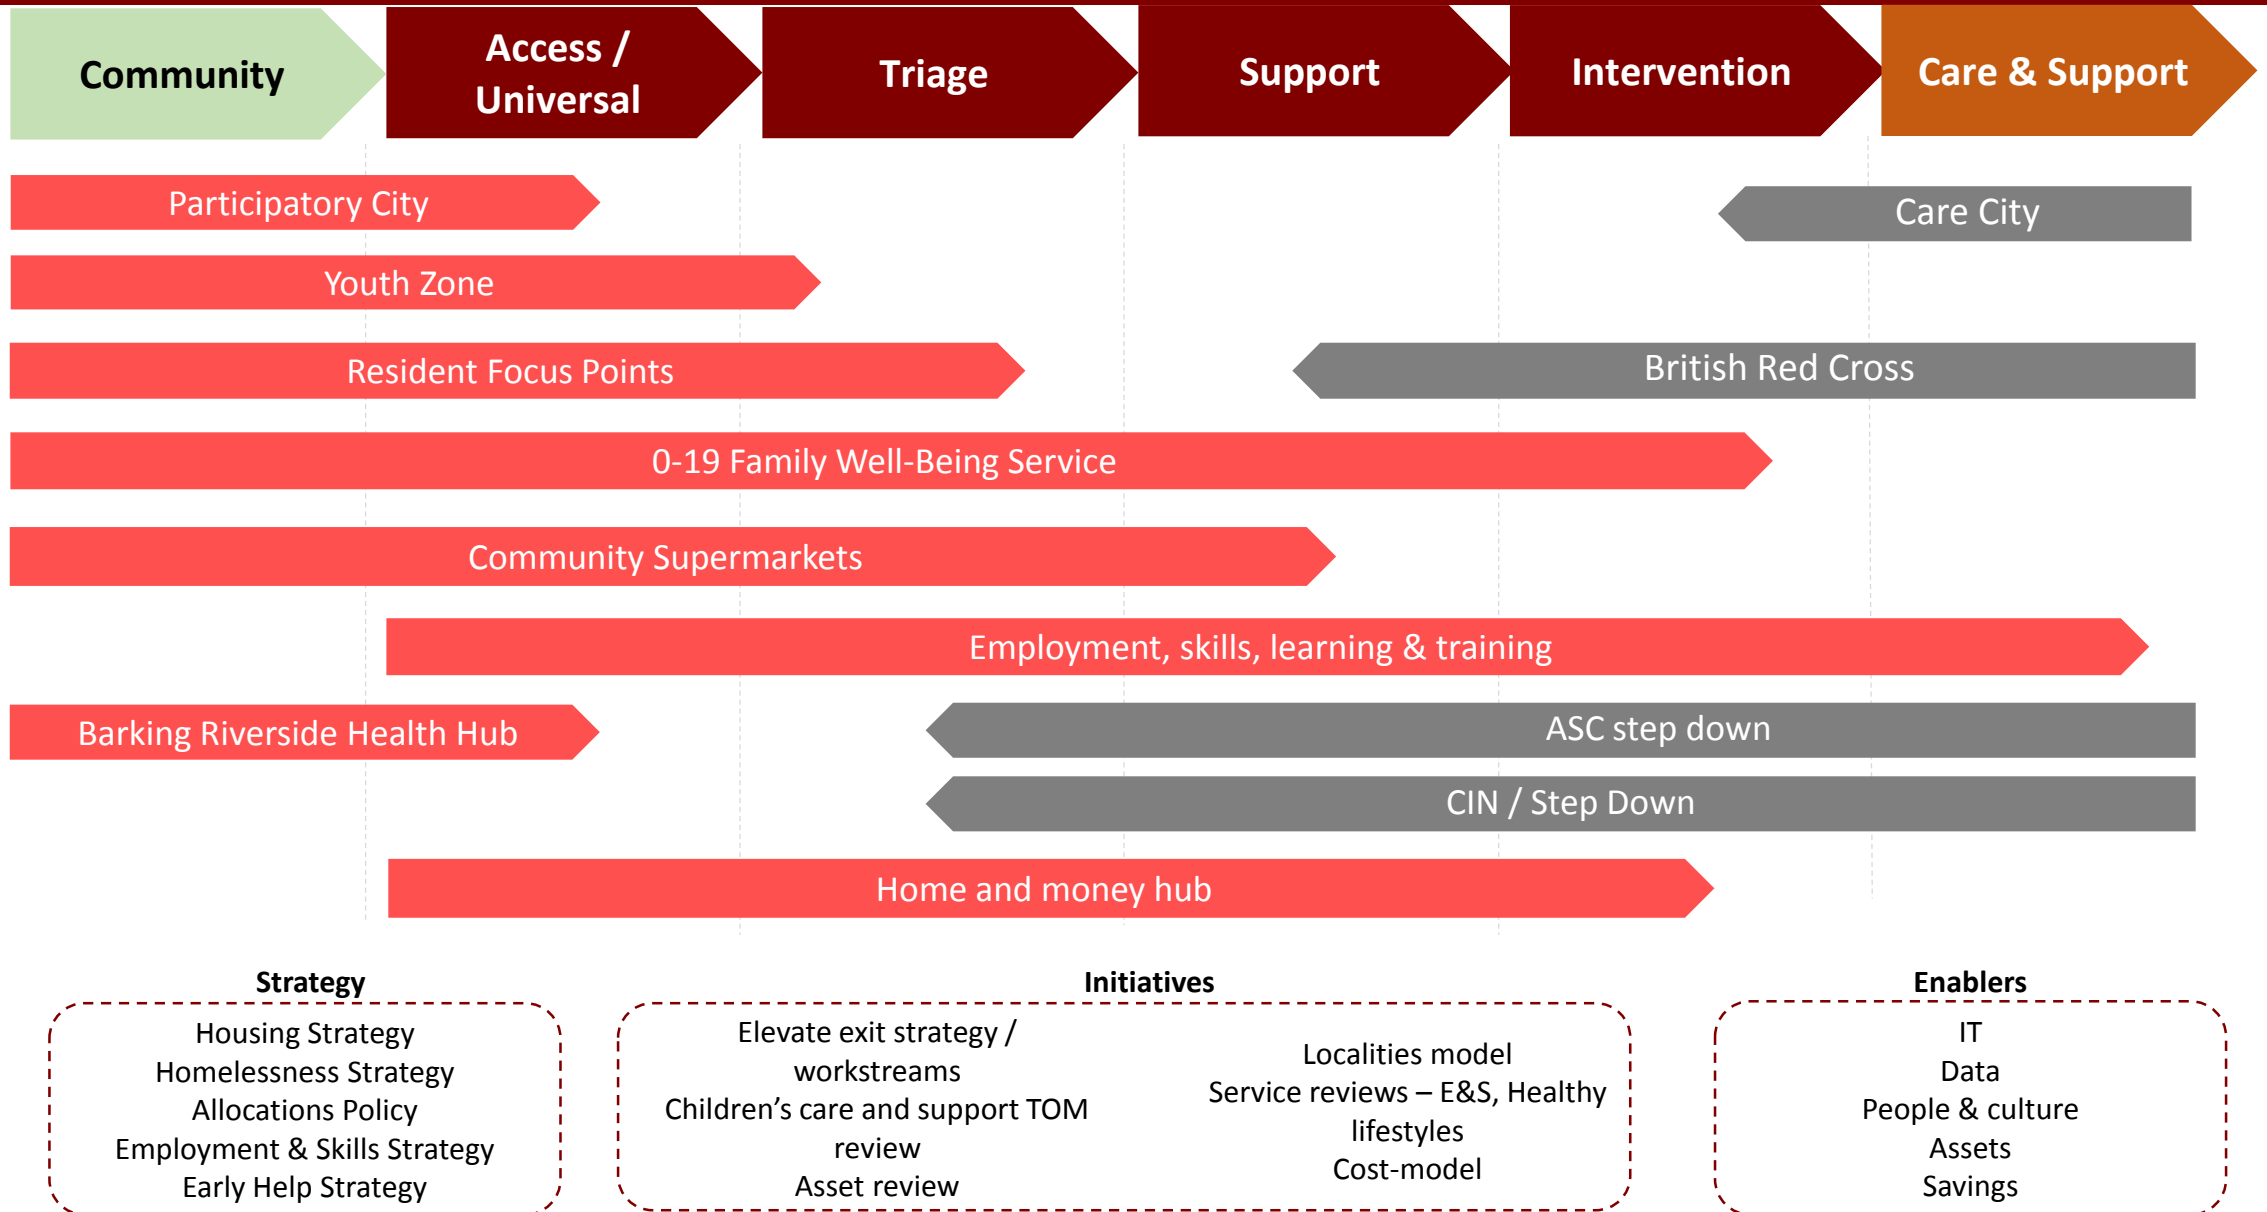 Community
Access /
Universal
Triage
Support
Intervention
Care & Support
Participatory City
Care City
Youth Zone
Resident Focus Points
British Red Cross
0-19 Family Well-Being Service
Community Supermarkets
Employment, skills, learning & training
Barking Riverside Health Hub
ASC step down
CIN / Step Down
Home and money hub
Strategy
Housing Strategy
Homelessness Strategy
Allocations Policy
Employment & Skills Strategy
Early Help Strategy
Initiatives
Elevate exit strategy /
workstreams
Children’s care and support TOM
review
Asset review
Localities model
Service reviews – E&S, Healthy
lifestyles
Cost-model
Enablers
IT
Data
People & culture
Assets
Savings